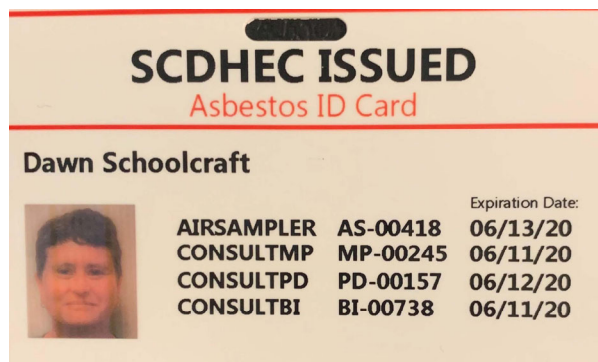 SCDHEC ISSUED
Asbestos ID Card
Dawn Schoolcraft
Expiration Date:
AIRSAMPLER AS-00418 06/13/20
CONSULTMP MP-00245 06/11/20
CONSULTPD PD-00157 06/12/20
CONSULTBI BI-00738 06/11/20